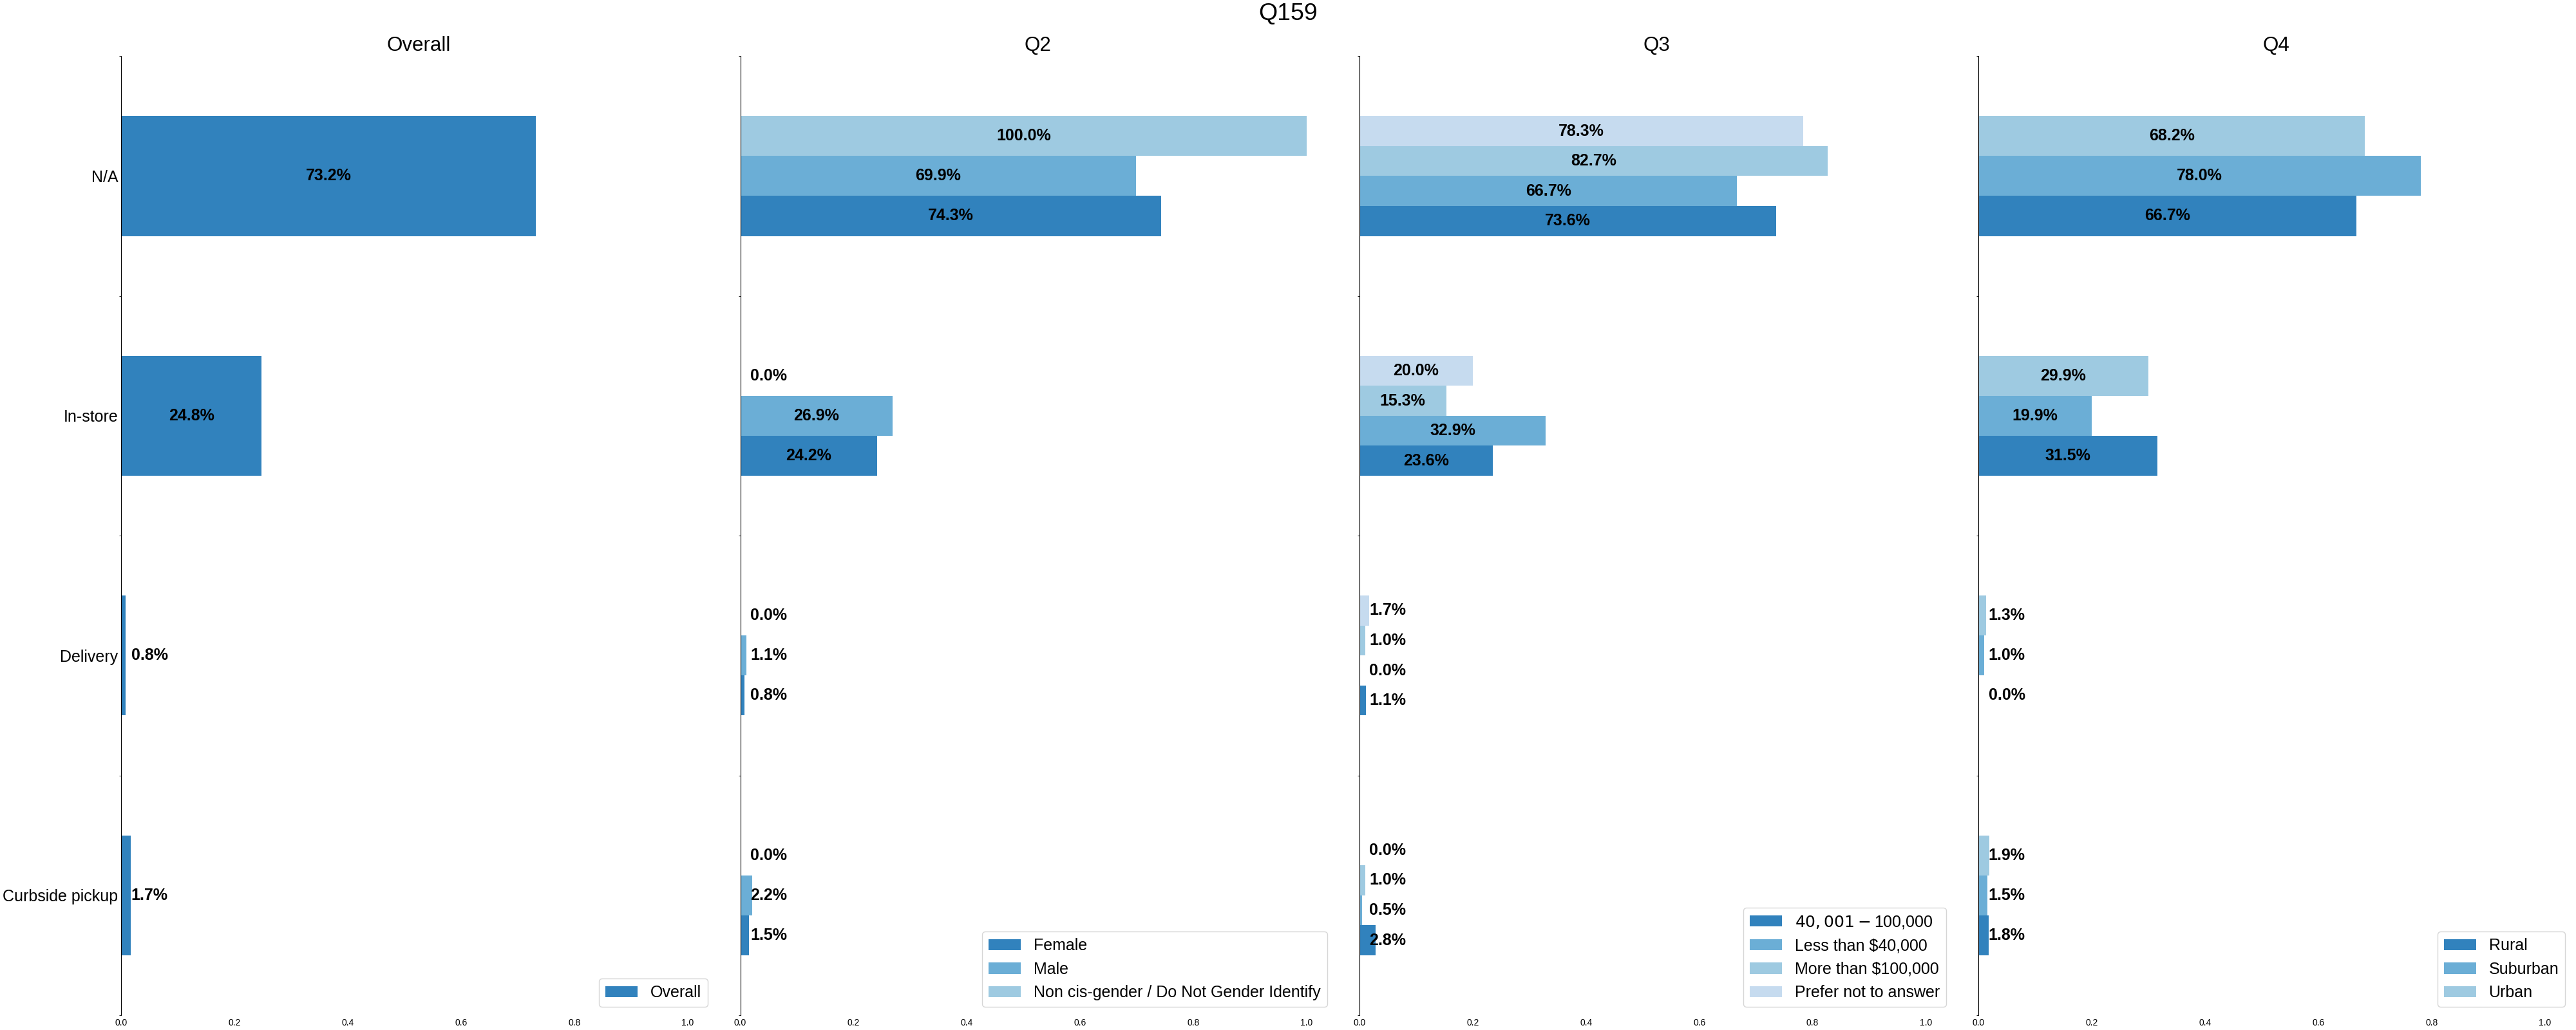 Q159
Overall
N/A
73.2%
In-store
24.8%
Delivery
0.8%
Curbside pickup
1.7%
Overall
0.0 0.2 0.4 0.6 0.8 1.0
Q2
100.0%
69.9%
74.3%
0.0%
26.9%
24.2%
0.0%
1.1%
0.8%
0.0%
2.2%
1.5%
Female
Male
Non cis-gender / Do Not Gender Identify
0.0 0.2 0.4 0.6 0.8 1.0
Q3
78.3%
82.7%
66.7%
73.6%
20.0%
15.3%
32.9%
23.6%
1.7%
1.0%
0.0%
1.1%
0.0%
1.0%
0.5%
2.8%
40,001-100,000
Less than $40,000
More than $100,000
Prefer not to answer
0.0 0.2 0.4 0.6 0.8 1.0
Q4
68.2%
78.0%
66.7%
29.9%
19.9%
31.5%
1.3%
1.0%
0.0%
1.9%
1.5%
1.8%
Rural
Suburban
Urban
0.0 0.2 0.4 0.6 0.8 1.0